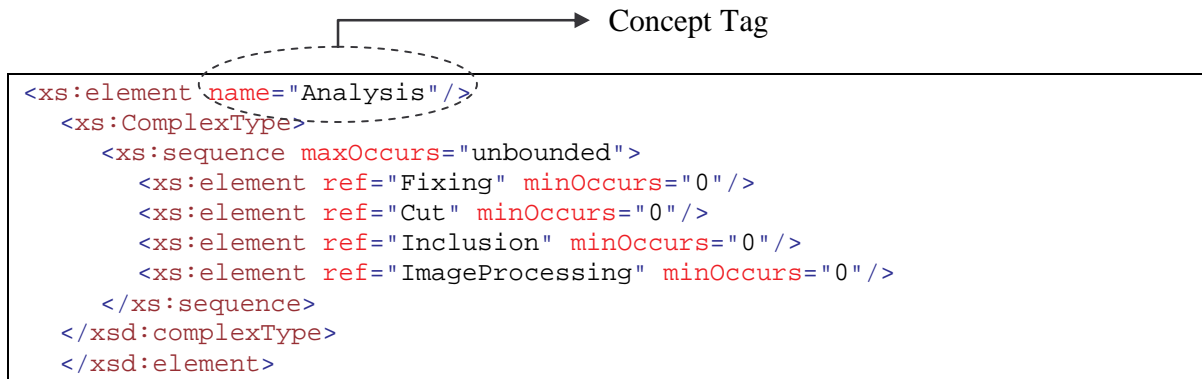 Concept Tag
<xs:element name="Analysis"/>
<xs:ComplexType>
<xs:sequence maxOccurs="unbounded">
<xs:element ref="Fixing" minOccurs="0"/>
<xs:element ref="Cut" minOccurs="0"/>
<xs:element ref="Inclusion" minOccurs="0"/>
<xs:element ref="ImageProcessing" minOccurs="0"/>
</xs:sequence>
</xsd:complexType>
</xsd:element>